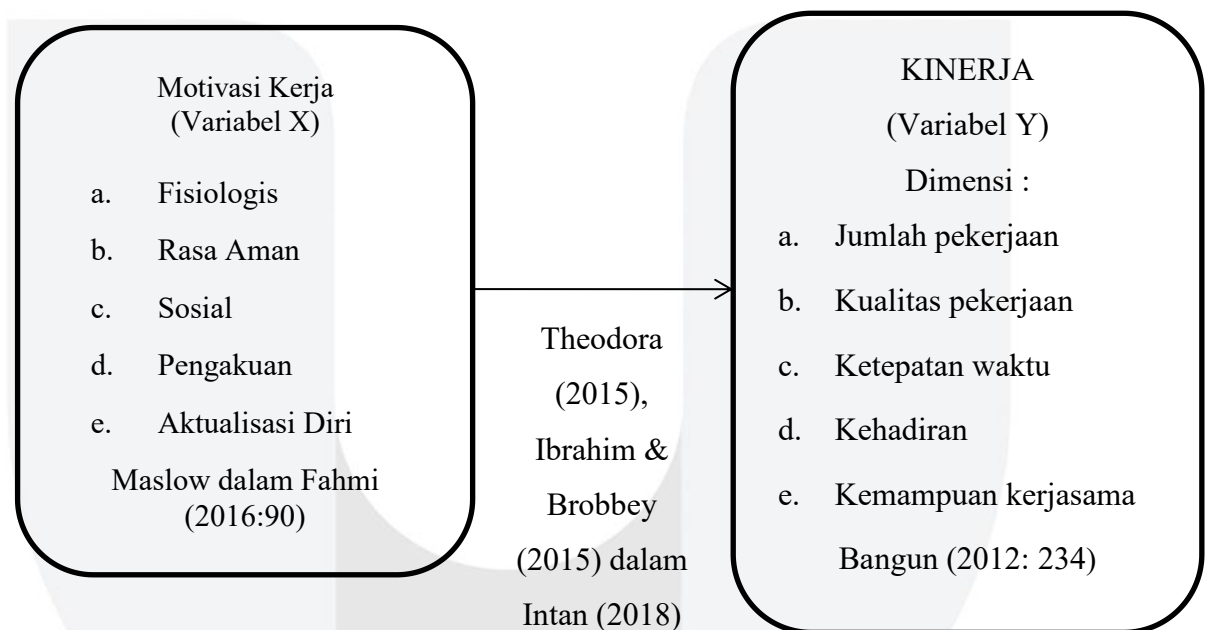 Motivasi Kerja
(Variabel X)
a. Fisiologis
b. Rasa Aman
c. Sosial
d. Pengakuan
e. Aktualisasi Diri
Maslow dalam Fahmi
(2016:90)
Theodora
(2015),
Ibrahim &
Brobbey
(2015) dalam
Intan (2018)
KINERJA
(Variabel Y)
Dimensi :
a. Jumlah pekerjaan
b. Kualitas pekerjaan
c. Ketepatan waktu
d. Kehadiran
e. Kemampuan kerjasama
Bangun (2012: 234)